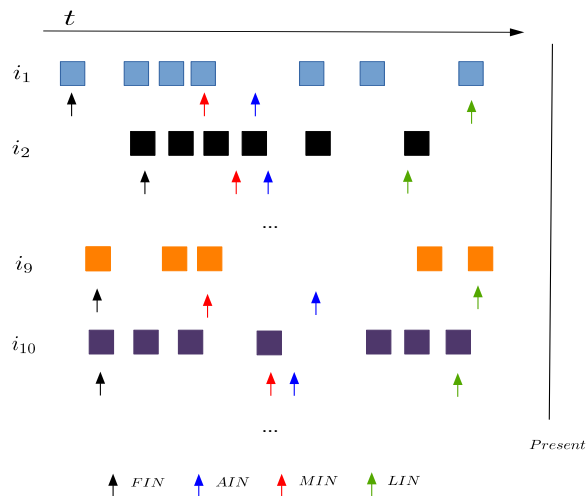 t
i1
i2
...
i9
i10
...
Present
FIN AIN MIN LIN